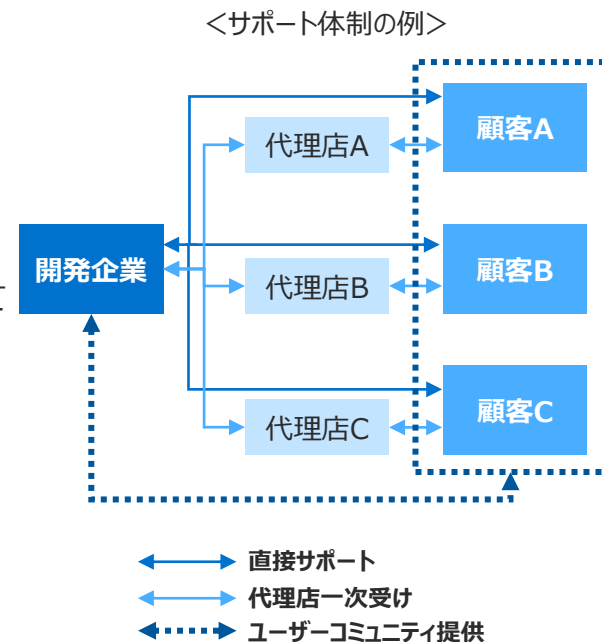 ＜サポート体制の例＞
顧客A
代理店A
開発企業
顧客B
代理店B
顧客C
代理店C
直接サポート
代理店一次受け
ユーザーコミュニティ提供